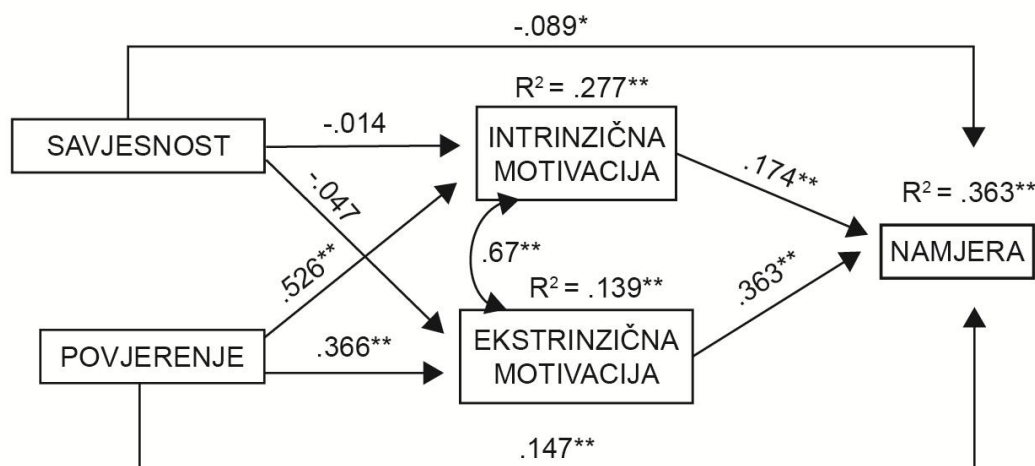 -.089*
R² = .277**
SAVJESNOST
-.014
INTRINZIČNA
MOTIVACIJA
-.047
.174**
R² = .363**
NAMJERA
.526**
.67**
R² = .139**
.363**
POVJERENJE
.366**
EKSTRINZIČNA
MOTIVACIJA
.147**